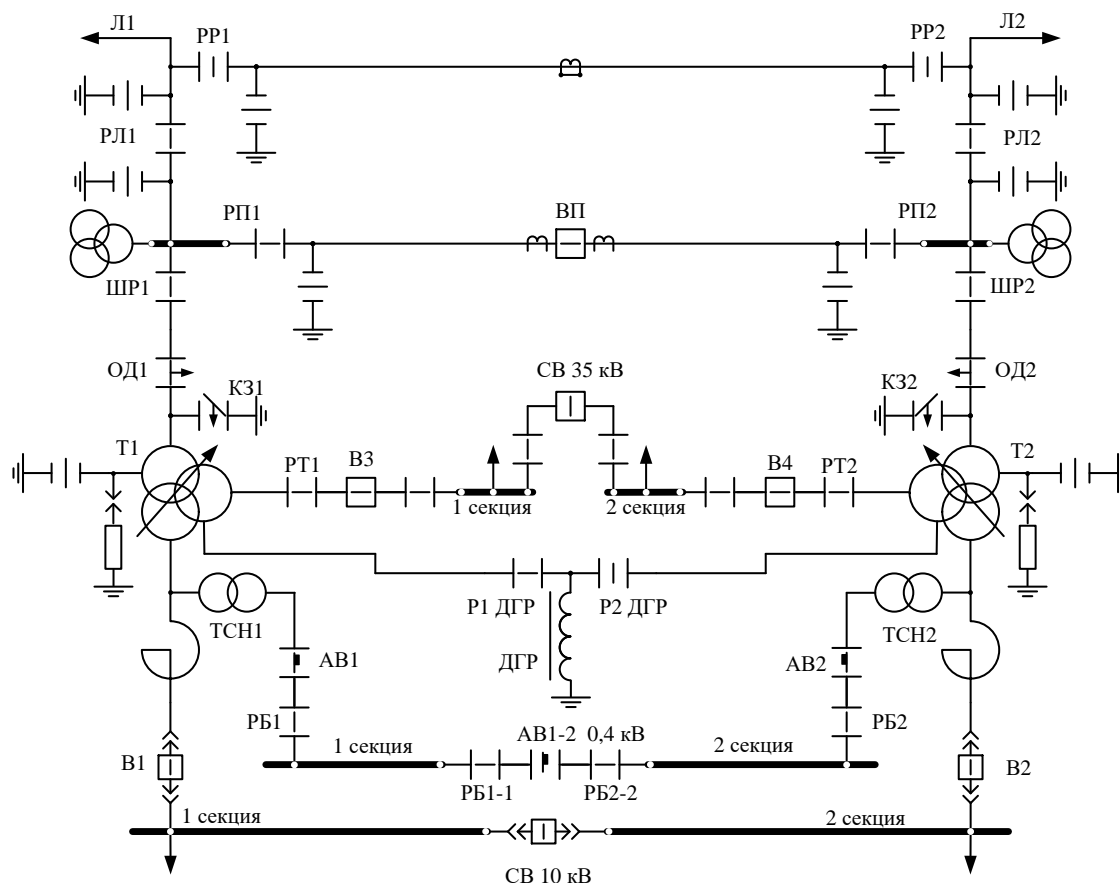 Л1
Л2
РР1
РР2
РЛ1
РЛ2
РП1
ВП
РП2
ШР1
ШР2
ОД1
КЗ1
СВ 35 кВ
КЗ2
ОД2
Т1
РТ1
В3
В4
РТ2
Т2
1 секция
2 секция
Р1 ДГР
Р2 ДГР
ТСН1
ТСН2
АВ1
ДГР
АВ2
РБ1
РБ2
АВ1-2
0,4 кВ
1 секция
2 секция
В1
РБ1-1
РБ2-2
В2
1 секция
2 секция
СВ 10 кВ